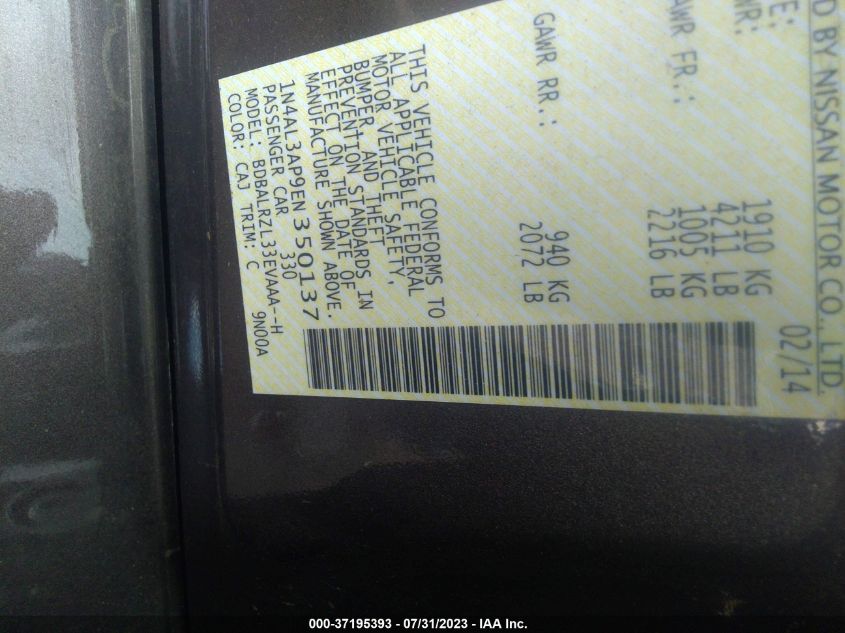 D BY NISSAN MOTOR CO., LTD.
E: 02/14
WR: 1910 KG
4211 LB
AWR FR.: 1005 KG
2216 LB
GAWR RR.: 940 KG
2072 LB
THIS VEHICLE CONFORMS TO
ALL APPLICABLE FEDERAL
MOTOR VEHICLE SAFETY,
BUMPER, AND THEFT
PREVENTION STANDARDS IN
EFFECT ON THE DATE OF
MANUFACTURE SHOWN ABOVE.
1N4AL3AP9EN350137
PASSENGER CAR 330
MODEL: BDBALRZL33EVAAA--H
COLOR: CAJ TRIM: C 9N00A
000-37195393 - 07/31/2023 - IAA Inc.